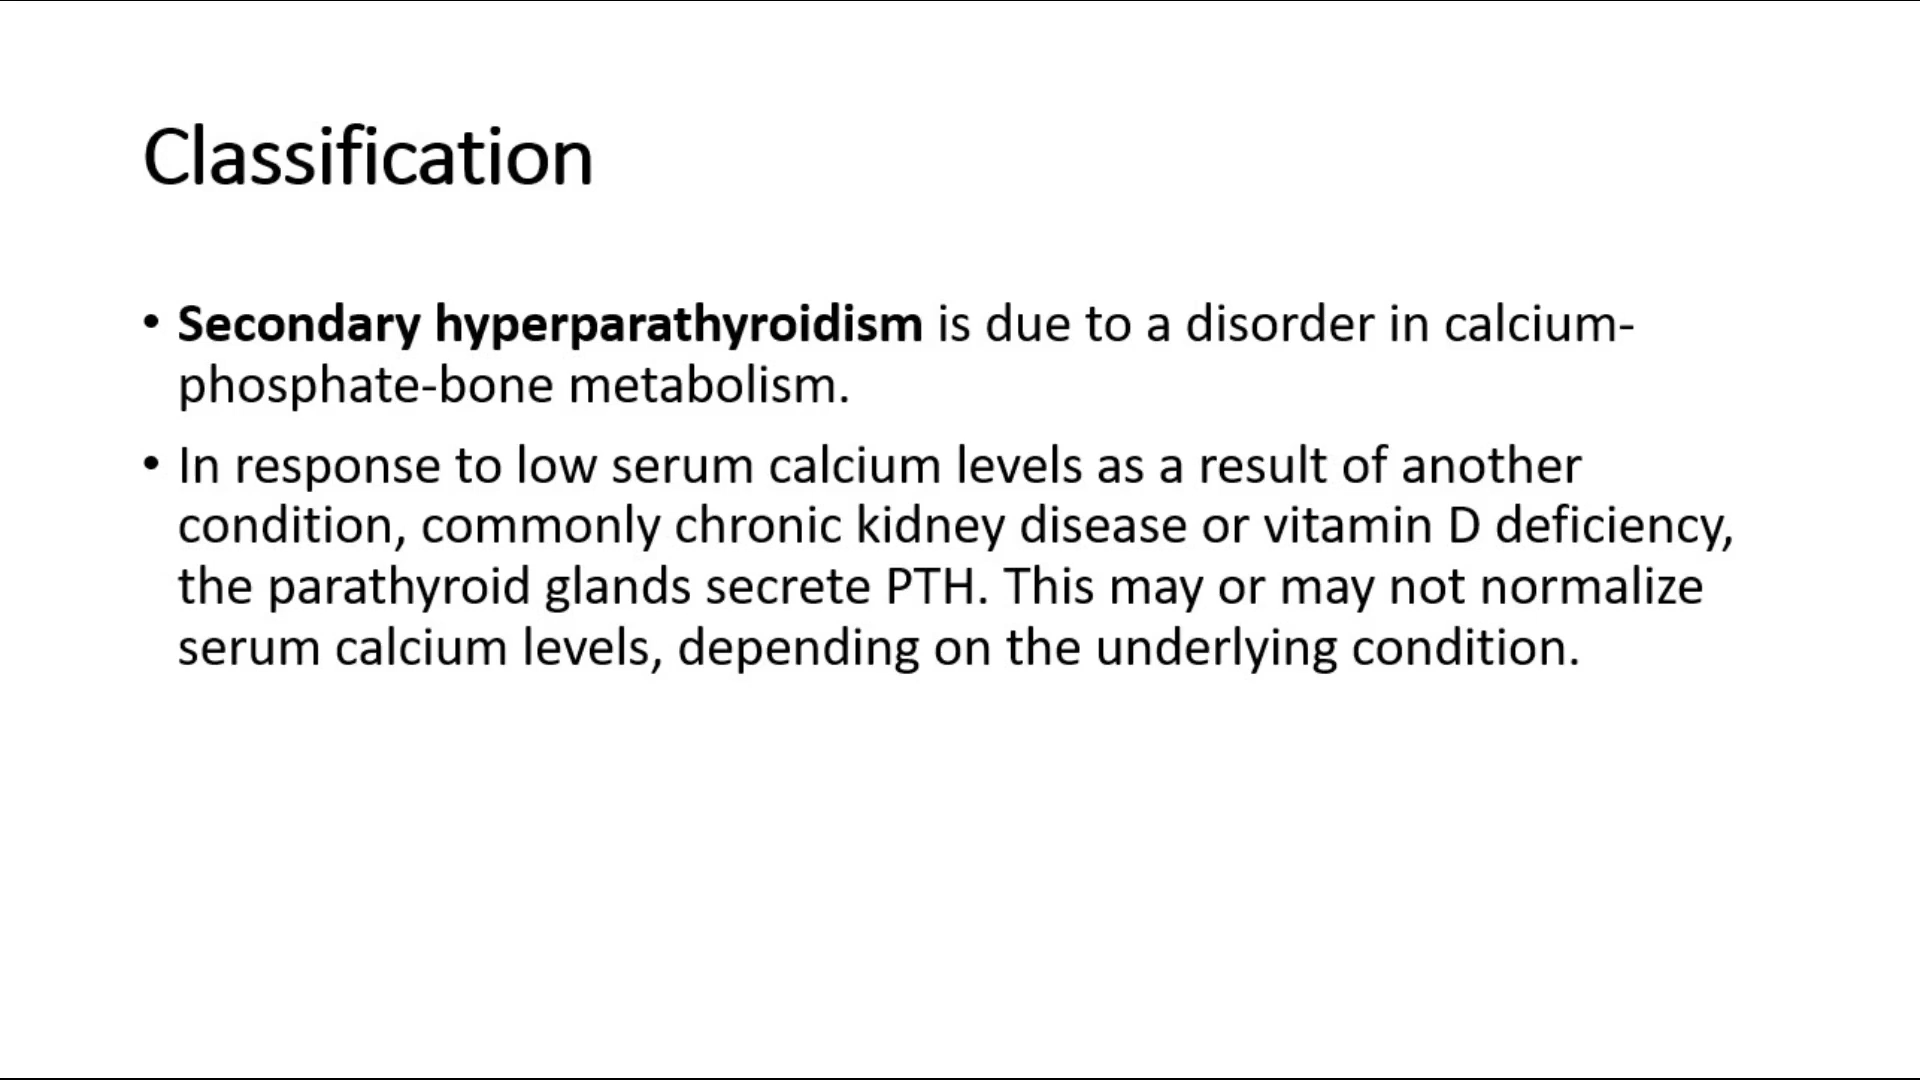 Classification
• Secondary hyperparathyroidism is due to a disorder in calcium-
phosphate-bone metabolism.
• In response to low serum calcium levels as a result of another
condition, commonly chronic kidney disease or vitamin D deficiency,
the parathyroid glands secrete PTH. This may or may not normalize
serum calcium levels, depending on the underlying condition.